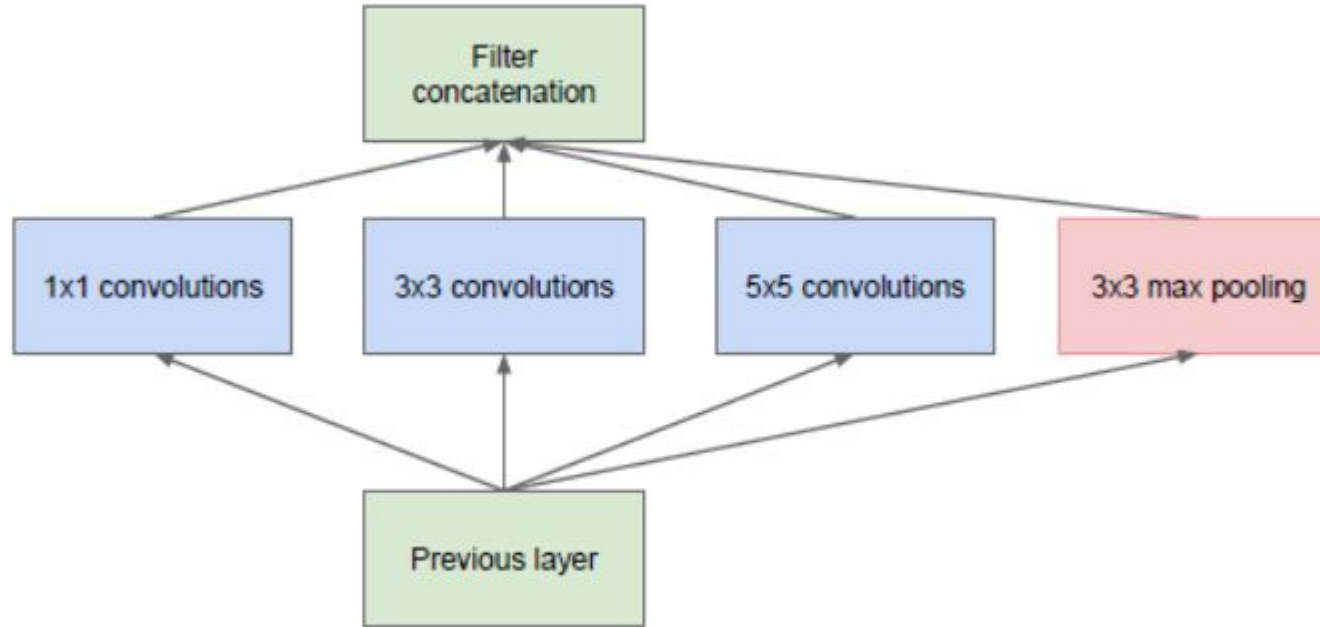 Filter
concatenation
1x1 convolutions
3x3 convolutions
5x5 convolutions
3x3 max pooling
Previous layer